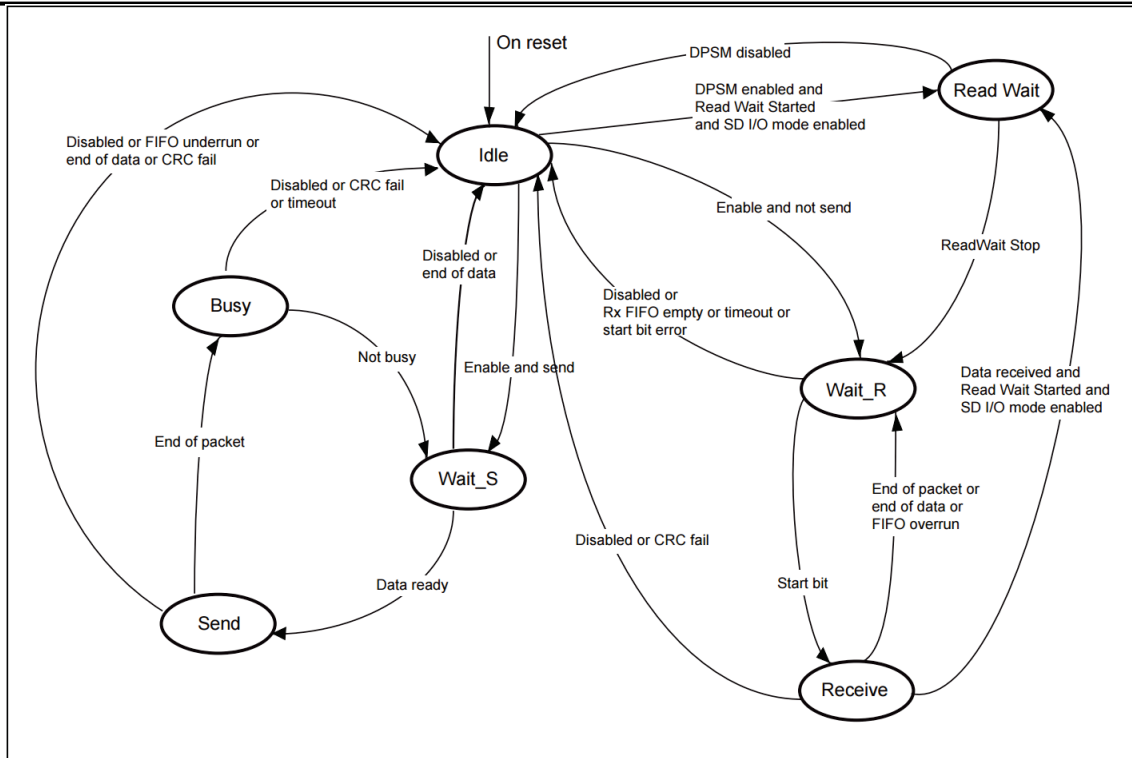 On reset
DPSM disabled
Read Wait
DPSM enabled and
Read Wait Started
and SD I/O mode enabled
Disabled or FIFO underrun or
end of data or CRC fail
Idle
Disabled or CRC fail
or timeout
Enable and not send
Disabled or
end of data
ReadWait Stop
Disabled or
Rx FIFO empty or timeout or
start bit error
Busy
Not busy
Enable and send
Wait_R
Data received and
Read Wait Started and
SD I/O mode enabled
End of packet
Wait_S
End of packet or
end of data or
FIFO overrun
Disabled or CRC fail
Data ready
Start bit
Send
Receive